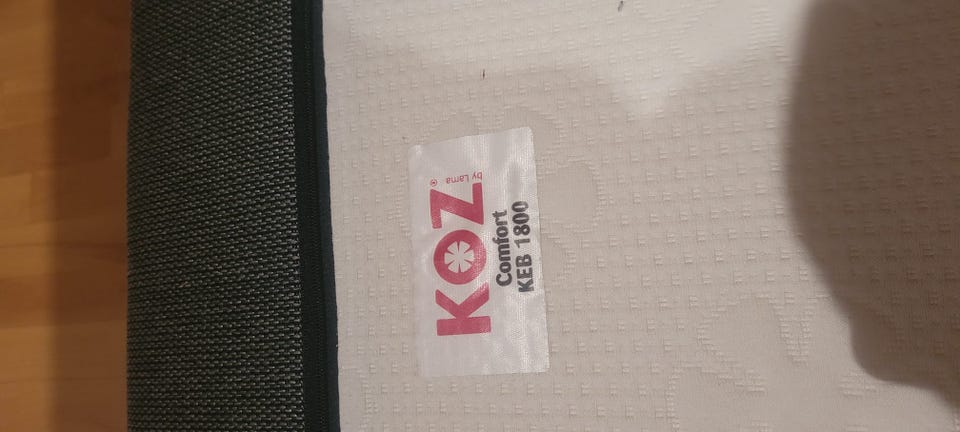 KOZ®
by Lama
Comfort
KEB 1800